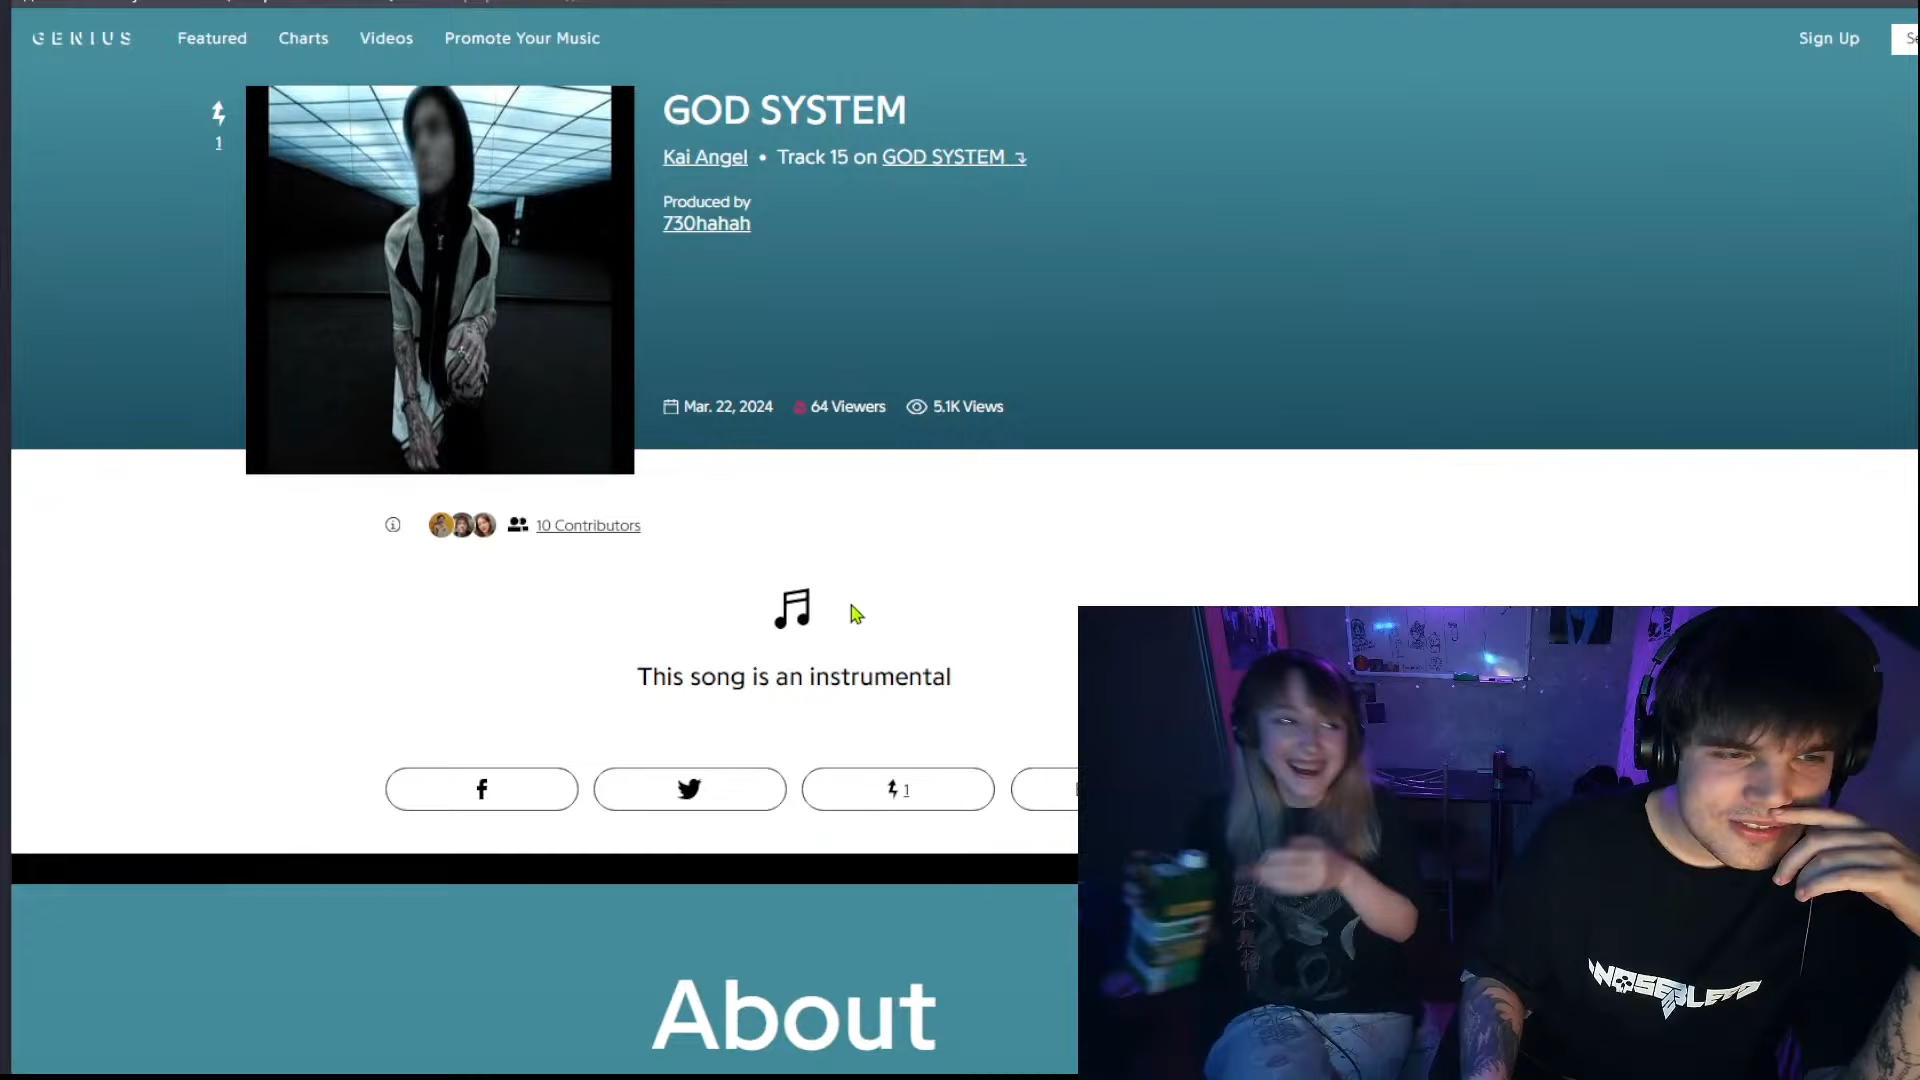 GENIUS
Featured
Charts
Videos
Promote Your Music
Sign Up
1
GOD SYSTEM
Kai Angel • Track 15 on GOD SYSTEM
Produced by
730hahah
Mar. 22, 2024
64 Viewers
5.1K Views
10 Contributors
This song is an instrumental
1
About
NOSEBLEED